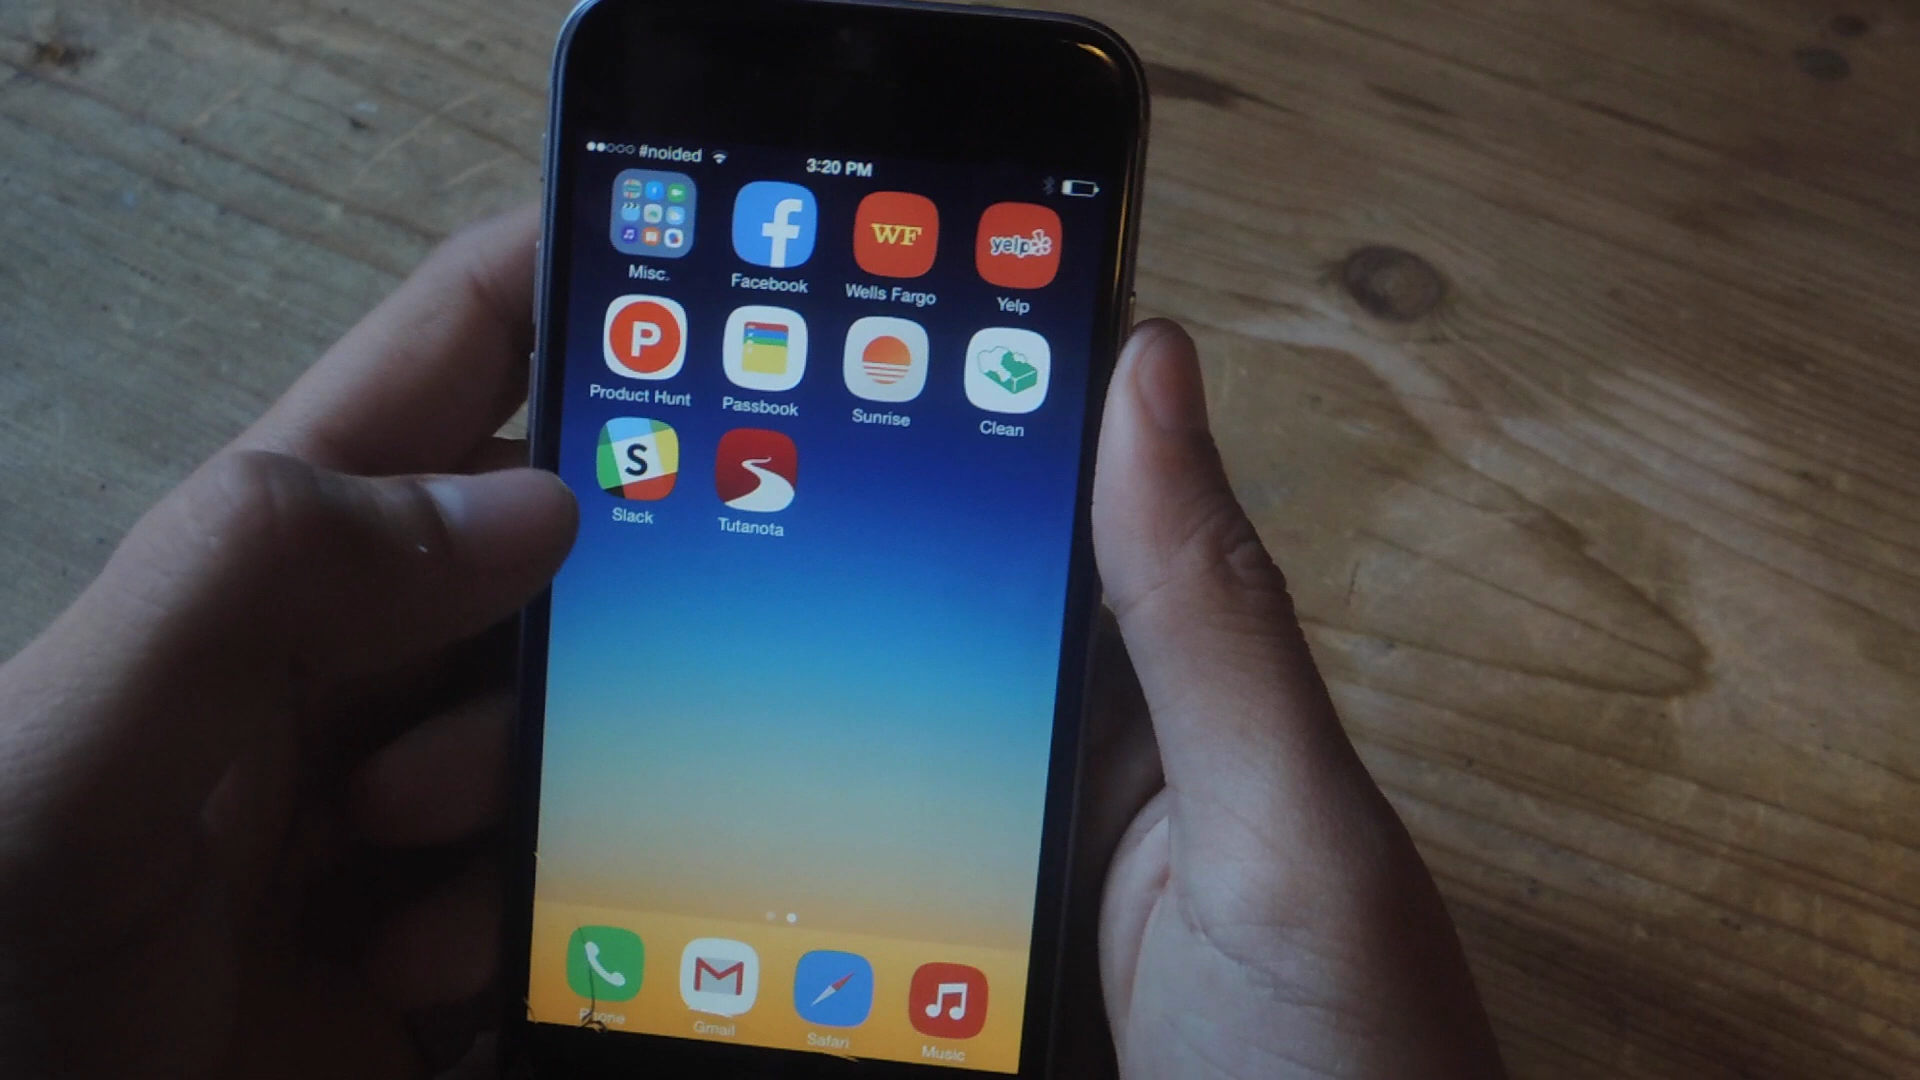 #noided 3:20 PM
WF yelp
Misc. Facebook Wells Fargo Yelp
P
Product Hunt Passbook Sunrise Clean
S
Slack Tutanota
Phone Gmail Safari Music